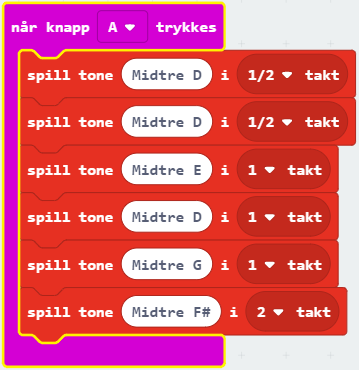 når knapp A trykkes
spill tone Midtre D i 1/2 takt
spill tone Midtre D i 1/2 takt
spill tone Midtre E i 1 takt
spill tone Midtre D i 1 takt
spill tone Midtre G i 1 takt
spill tone Midtre F# i 2 takt